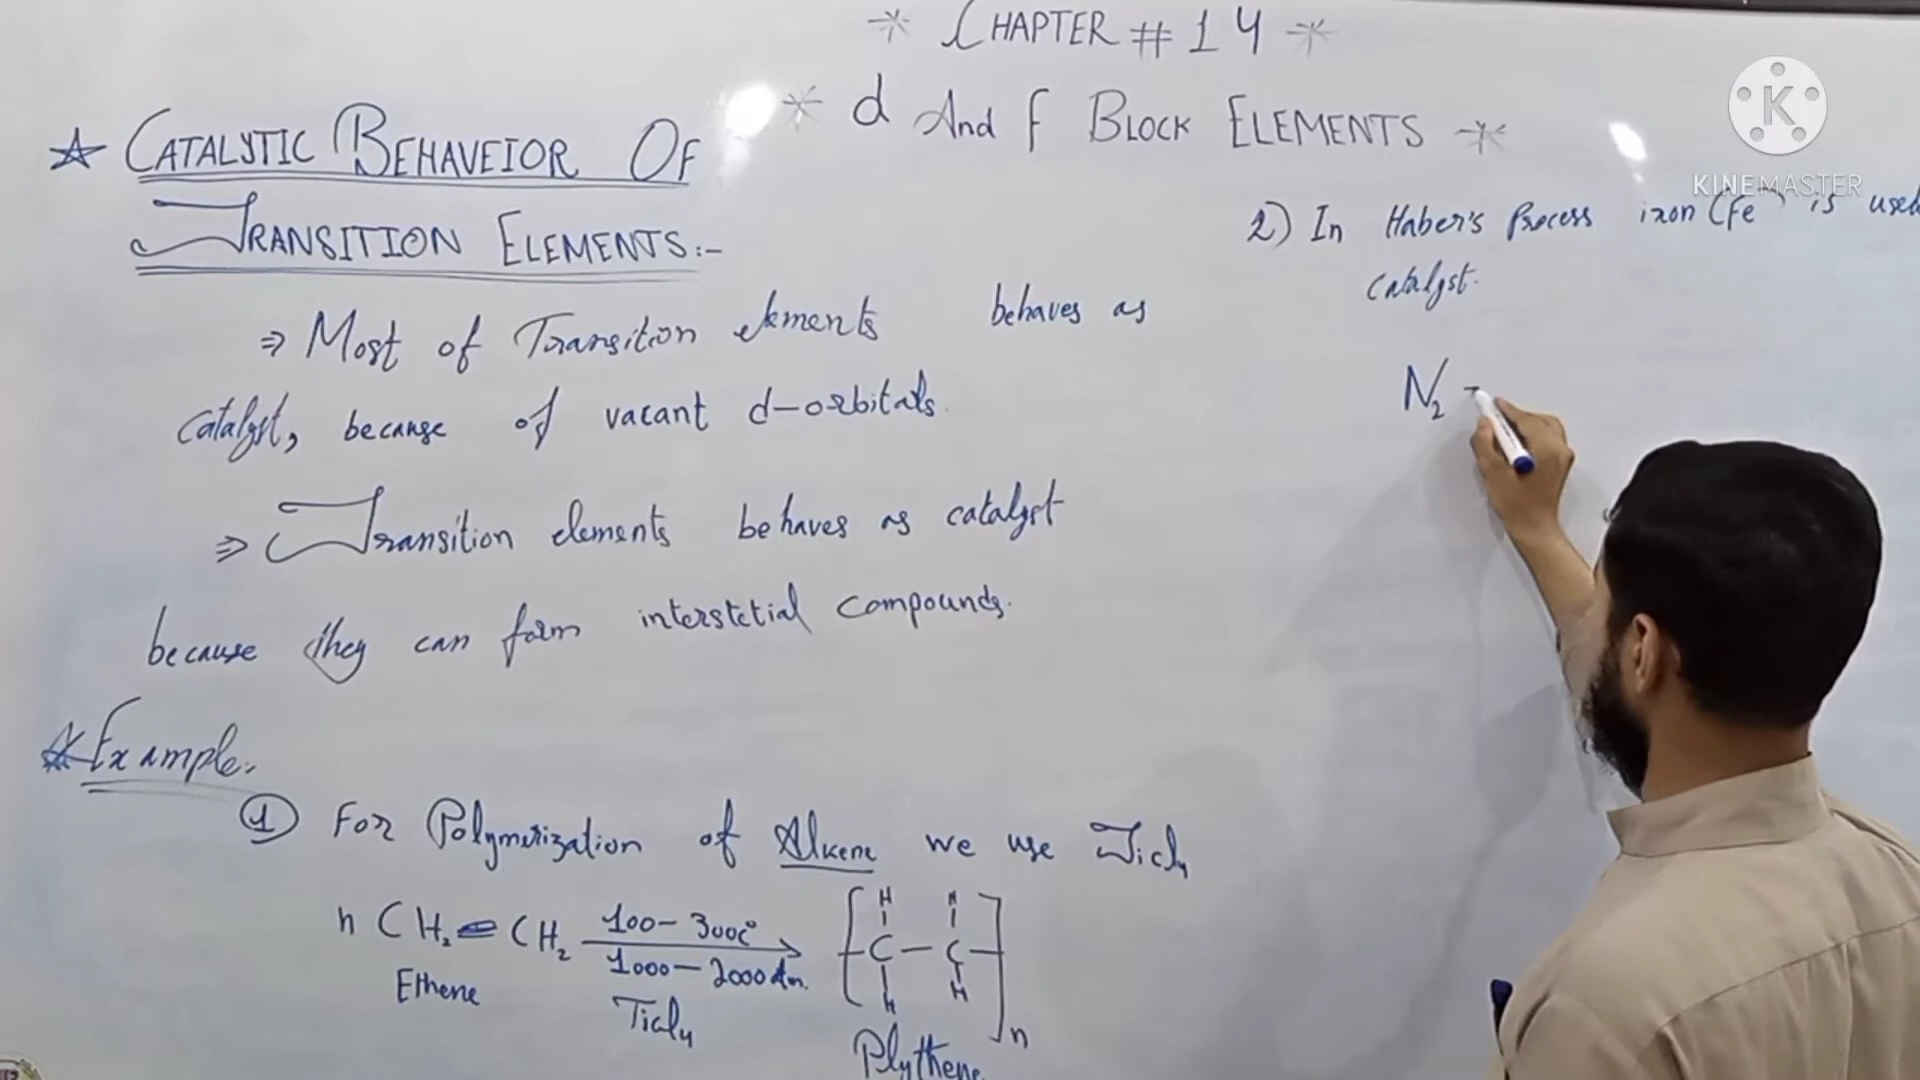 * CHAPTER # 14 *
* d And f BLOCK ELEMENTS *
K
KINEMASTER
☆ CATALYTIC BEHAVEIOR OF
TRANSITION ELEMENTS:-
⇒ Most of Transition elements behaves as
catalyst, because of vacant d-orbitals.
⇒ Transition elements behaves as catalyst
because they can form interstetial compounds.
* Example:
① For Polymerization of Alkene we use Ticl4
n CH2=CH2 100-300c° 1000-2000 atm. Ticl4
Ethene
H H
C - C
H H
n
Plythene
2) In Haber's Process iron (Fe) is used
catalyst.
N2